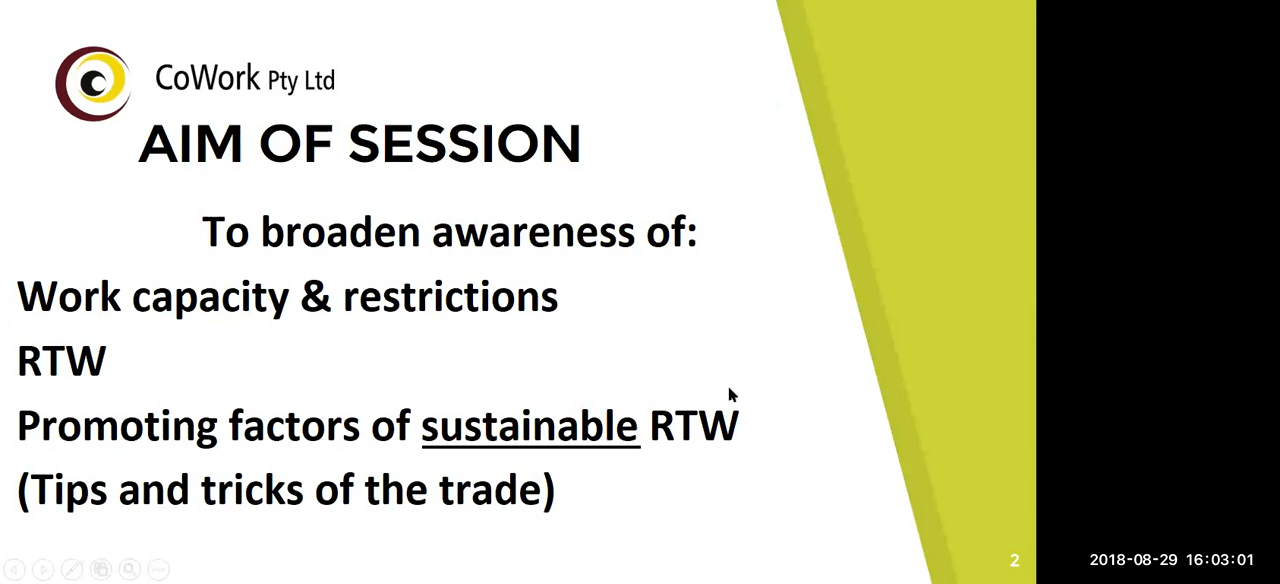 CoWork Pty Ltd
AIM OF SESSION
To broaden awareness of:
Work capacity & restrictions
RTW
Promoting factors of sustainable RTW
(Tips and tricks of the trade)
2
2018-08-29 16:03:01